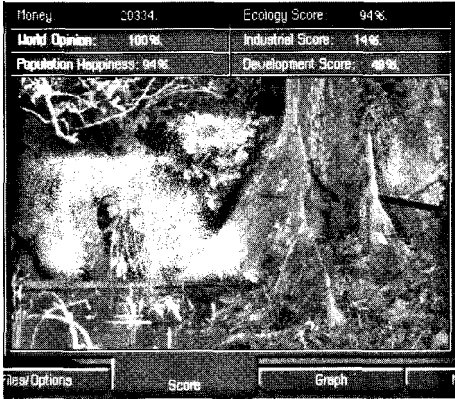 Money: 20334. Ecology Score: 94%.
World Opinion: 100%. Industrial Score: 14%.
Population Happiness: 94%. Development Score: 48%.
Files/Options Score Graph